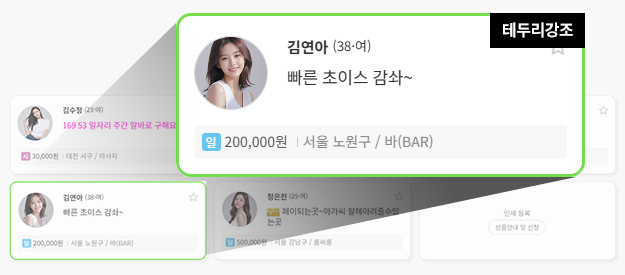 테두리강조
김연아 (38·여)
빠른 초이스 감솨~
일 200,000원 | 서울 노원구 / 바(BAR)
김수정 (23·여)
169 53 일자리 주간 알바로 구해요
시 30,000원 | 대전 서구 / 마사지
김연아 (38·여)
빠른 초이스 감솨~
일 200,000원 | 서울 노원구 / 바(BAR)
정은진 (25·여)
페이되는곳~아가씨 잘헤아려줄수있
는곳
일 500,000원 | 서울 강남구 / 룸싸롱
인재 등록
상품안내 및 신청